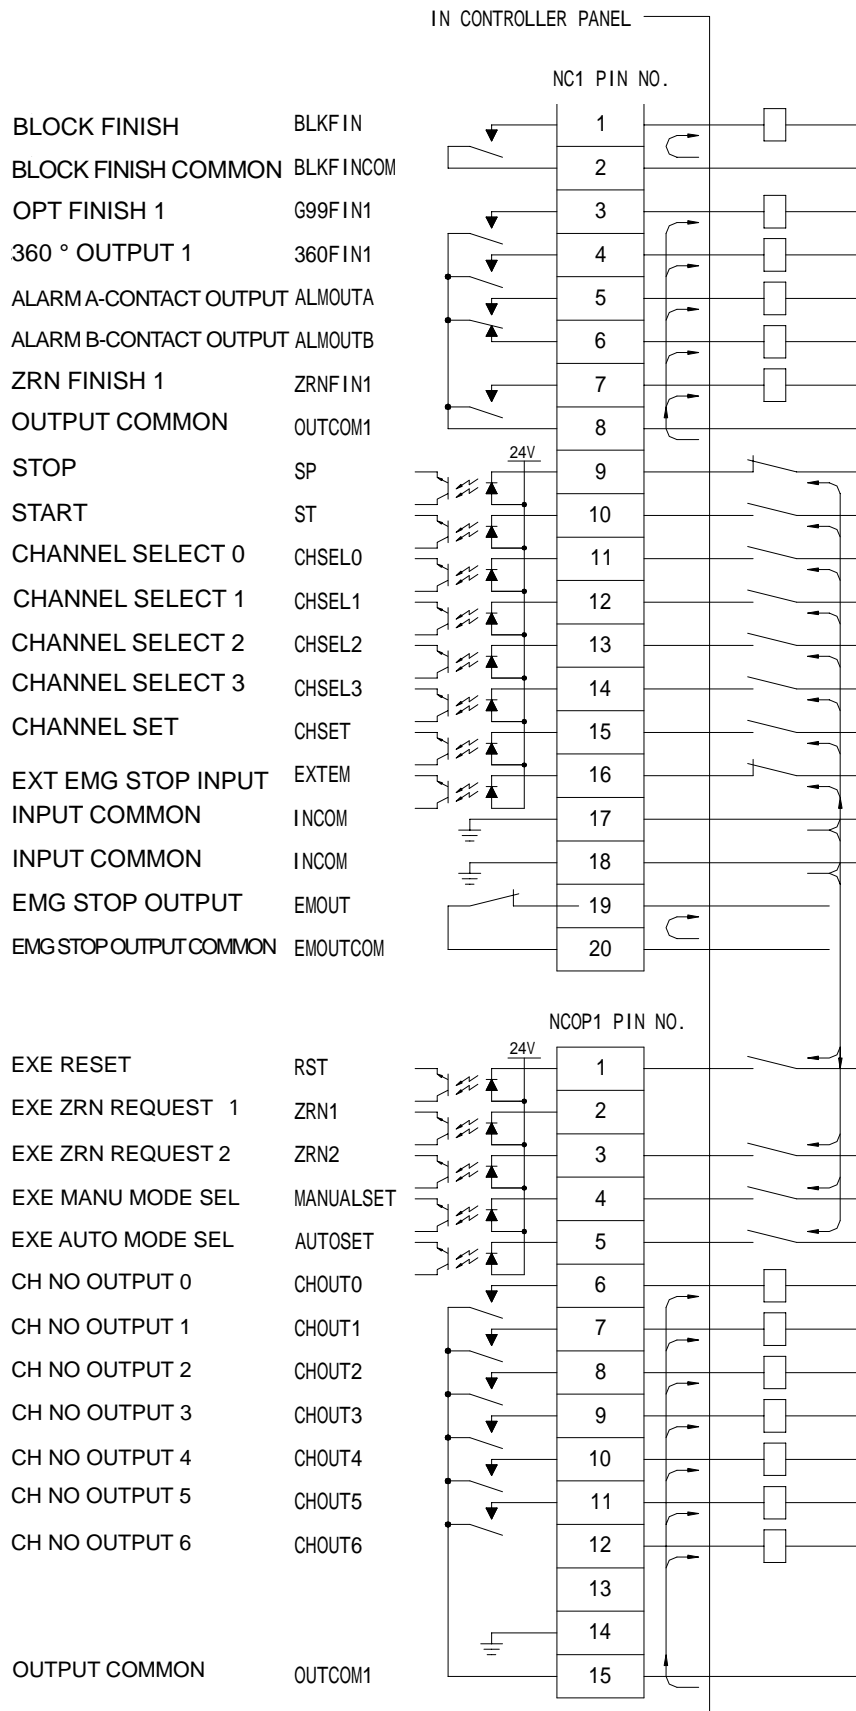 IN CONTROLLER PANEL
NC1 PIN NO.
BLOCK FINISH BLKFIN 1
BLOCK FINISH COMMON BLKFINCOM 2
OPT FINISH 1 G99FIN1 3
360 ° OUTPUT 1 360FIN1 4
ALARM A-CONTACT OUTPUT ALMOUTA 5
ALARM B-CONTACT OUTPUT ALMOUTB 6
ZRN FINISH 1 ZRNFIN1 7
OUTPUT COMMON OUTCOM1 8
24V
STOP SP 9
START ST 10
CHANNEL SELECT 0 CHSEL0 11
CHANNEL SELECT 1 CHSEL1 12
CHANNEL SELECT 2 CHSEL2 13
CHANNEL SELECT 3 CHSEL3 14
CHANNEL SET CHSET 15
EXT EMG STOP INPUT EXTEM 16
INPUT COMMON INCOM 17
INPUT COMMON INCOM 18
EMG STOP OUTPUT EMOUT 19
EMG STOP OUTPUT COMMON EMOUTCOM 20
NCOP1 PIN NO.
24V
EXE RESET RST 1
EXE ZRN REQUEST 1 ZRN1 2
EXE ZRN REQUEST 2 ZRN2 3
EXE MANU MODE SEL MANUALSET 4
EXE AUTO MODE SEL AUTOSET 5
CH NO OUTPUT 0 CHOUT0 6
CH NO OUTPUT 1 CHOUT1 7
CH NO OUTPUT 2 CHOUT2 8
CH NO OUTPUT 3 CHOUT3 9
CH NO OUTPUT 4 CHOUT4 10
CH NO OUTPUT 5 CHOUT5 11
CH NO OUTPUT 6 CHOUT6 12
13
14
OUTPUT COMMON OUTCOM1 15